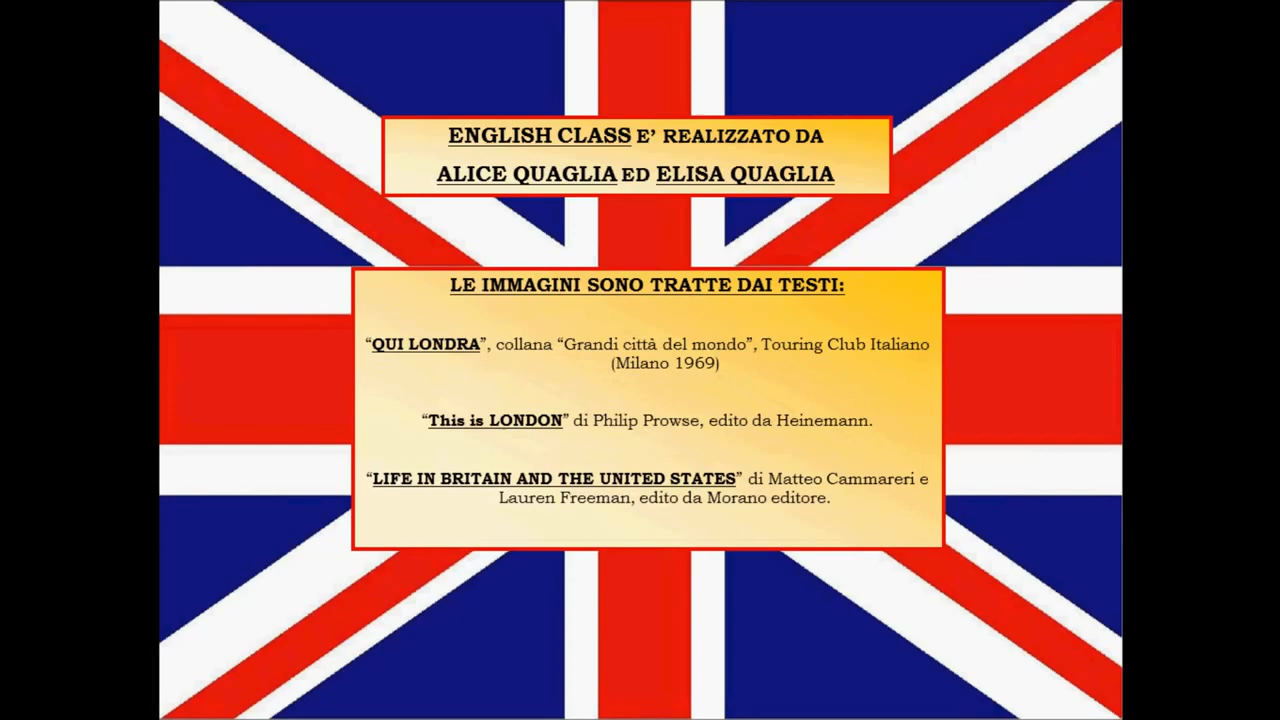 ENGLISH CLASS E’ REALIZZATO DA
ALICE QUAGLIA ED ELISA QUAGLIA
LE IMMAGINI SONO TRATTE DAI TESTI:
“QUI LONDRA”, collana “Grandi città del mondo”, Touring Club Italiano
(Milano 1969)
“This is LONDON” di Philip Prowse, edito da Heinemann.
“LIFE IN BRITAIN AND THE UNITED STATES” di Matteo Cammareri e
Lauren Freeman, edito da Morano editore.